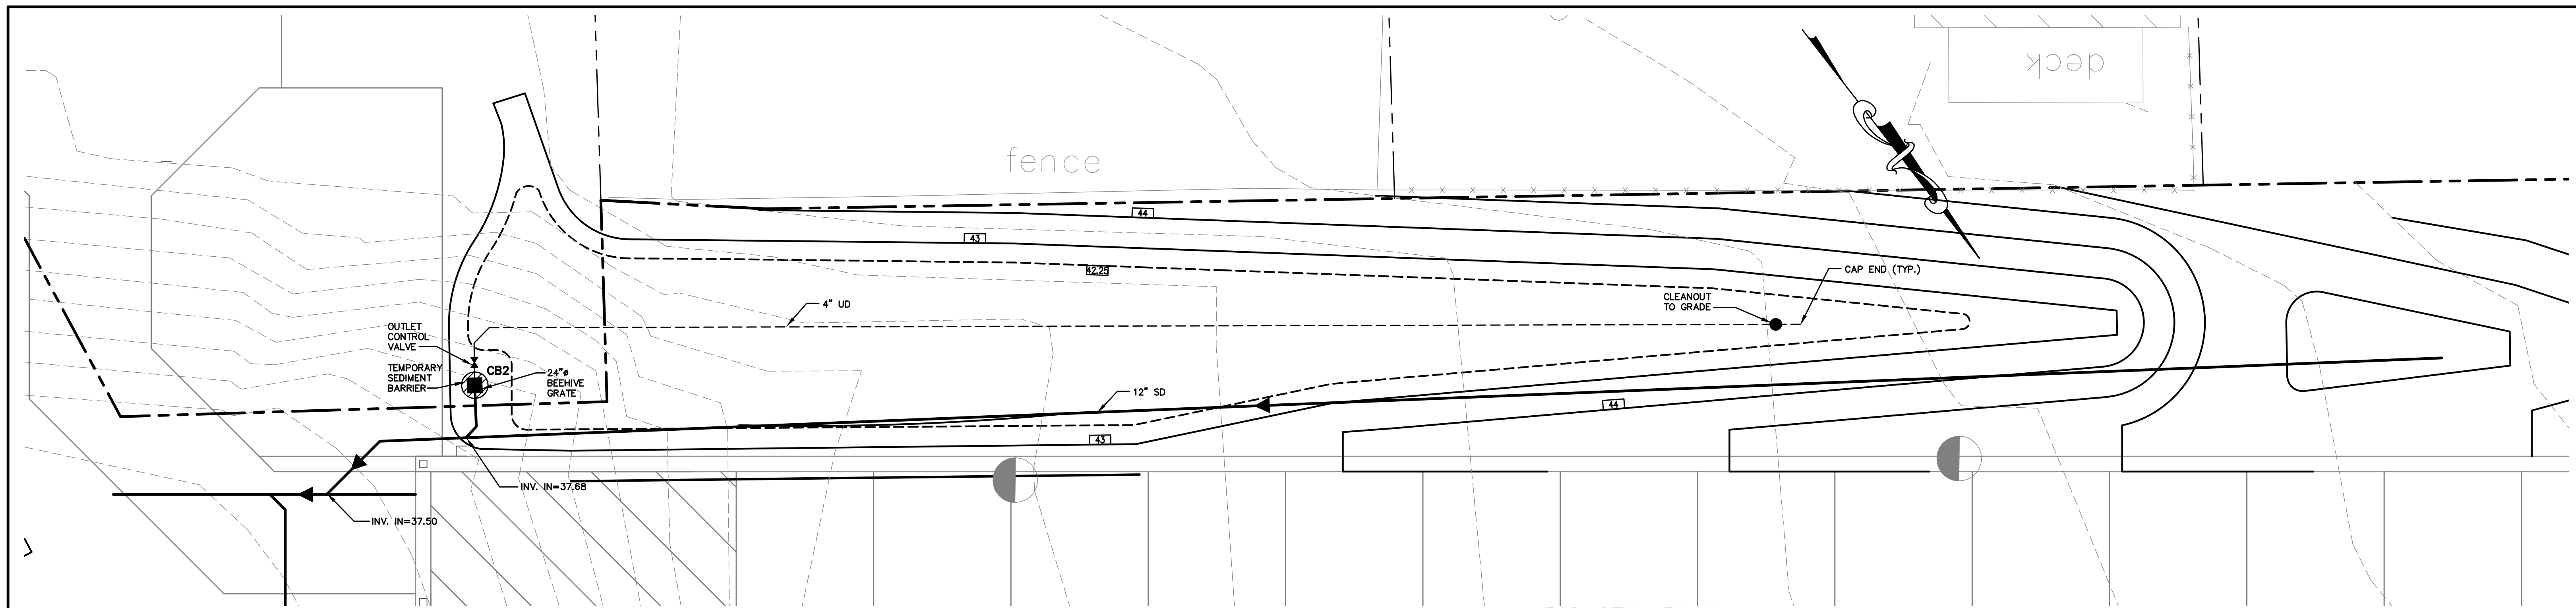 deck
fence
44
43
42.25
CAP END (TYP.)
CLEANOUT
TO GRADE
4" UD
OUTLET
CONTROL
VALVE
TEMPORARY
SEDIMENT
BARRIER
CB2
24"ø
BEEHIVE
GRATE
12" SD
44
43
INV. IN=37.68
INV. IN=37.50